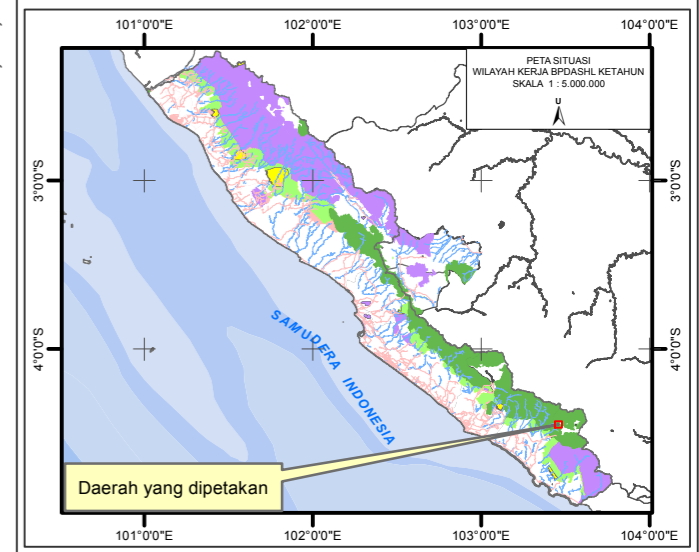 101°0'0"E 102°0'0"E 103°0'0"E 104°0'0"E
PETA SITUASI
WILAYAH KERJA BPDASHL KETAHUN
SKALA 1 : 5.000.000
U
3°0'0"S 3°0'0"S
4°0'0"S 4°0'0"S
SAMUDERA INDONESIA
Daerah yang dipetakan
101°0'0"E 102°0'0"E 103°0'0"E 104°0'0"E